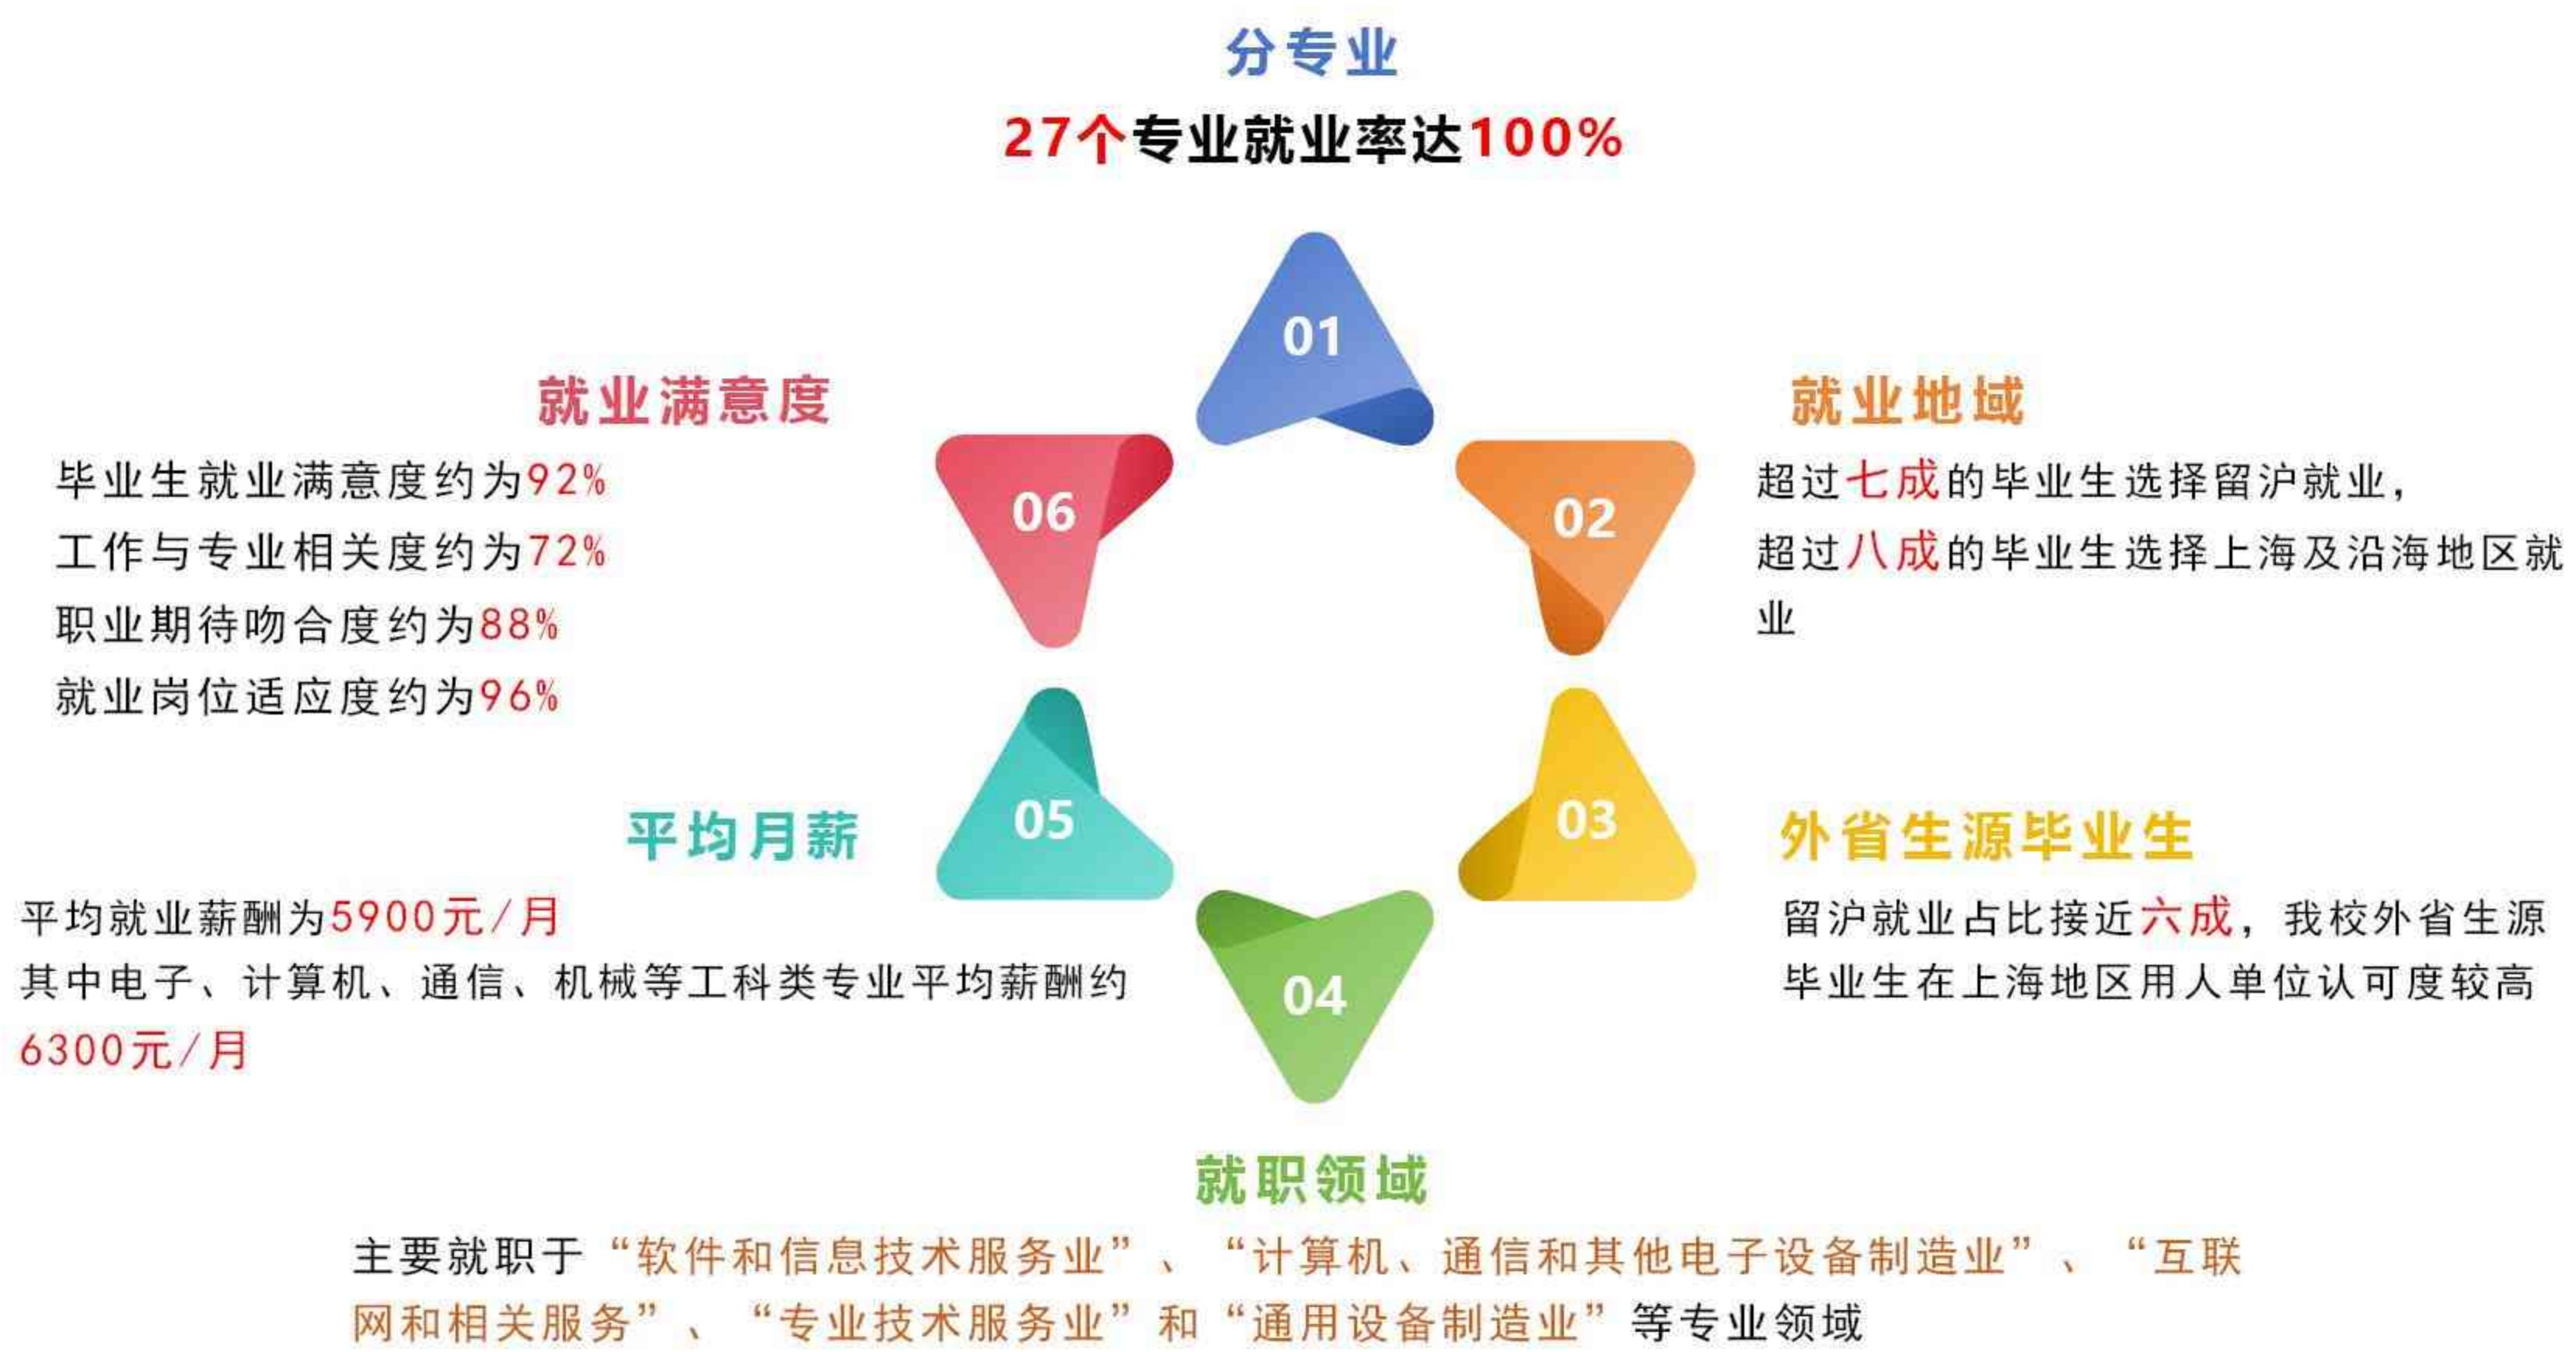 分专业
27个专业就业率达100%
01
就业地域
超过七成的毕业生选择留沪就业，
超过八成的毕业生选择上海及沿海地区就
业
02
外省生源毕业生
留沪就业占比接近六成，我校外省生源
毕业生在上海地区用人单位认可度较高
03
04
就职领域
主要就职于“软件和信息技术服务业”、“计算机、通信和其他电子设备制造业”、“互联
网和相关服务”、“专业技术服务业”和“通用设备制造业”等专业领域
05
平均月薪
平均就业薪酬为5900元/月
其中电子、计算机、通信、机械等工科类专业平均薪酬约
6300元/月
06
就业满意度
毕业生就业满意度约为92%
工作与专业相关度约为72%
职业期待吻合度约为88%
就业岗位适应度约为96%